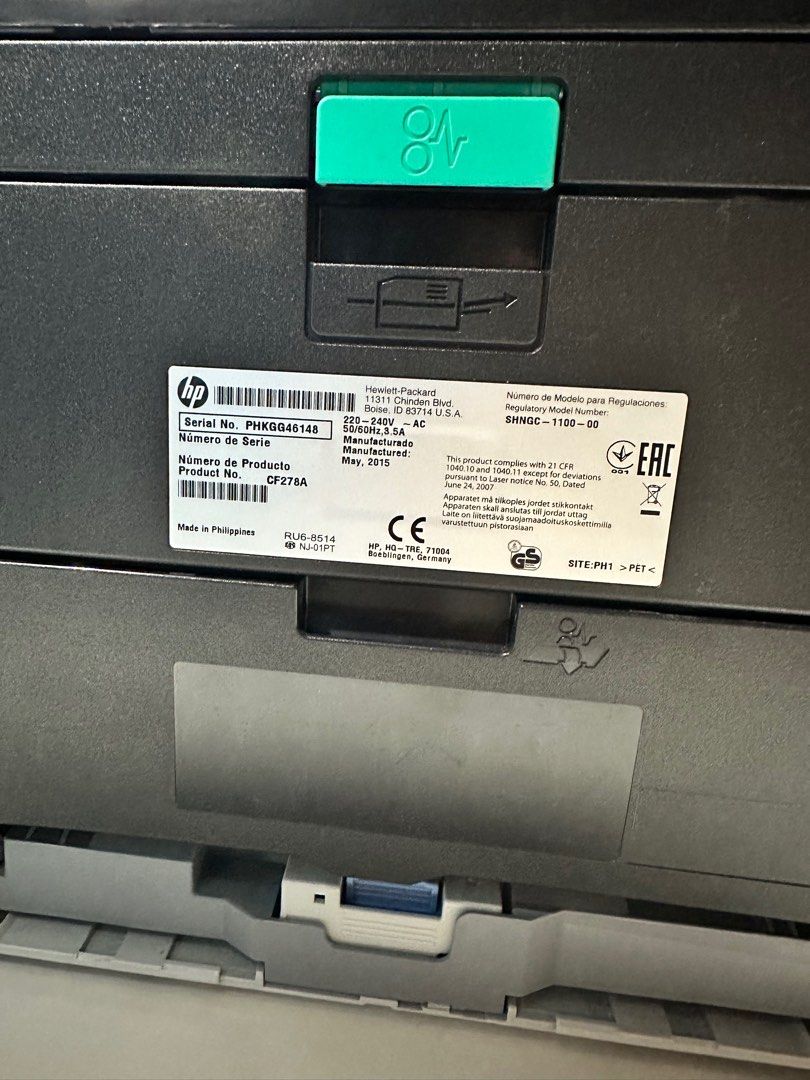 hp
Hewlett-Packard
11311 Chinden Blvd.
Boise, ID 83714 U.S.A.
Serial No. PHKGG46148
Número de Serie
220-240V ~ AC
50/60Hz,3.5A
Manufacturado
Manufactured:
May, 2015
Número de Producto
Product No. CF278A
Made in Philippines
RU6-8514
NJ-01PT
CE
HP, HQ-TRE, 71004
Boeblingen, Germany
Número de Modelo para Regulaciones:
Regulatory Model Number:
SHNGC-1100-00
001
EAC
This product complies with 21 CFR
1040.10 and 1040.11 except for deviations
pursuant to Laser notice No. 50, Dated
June 24, 2007
Apparatet må tilkoples jordet stikkontakt
Apparaten skall anslutas till jordat uttag
Laite on liitettävä suojamaadoituskoskettimilla
varustettuun pistorasiaan
GS
SITE:PH1 >PET<